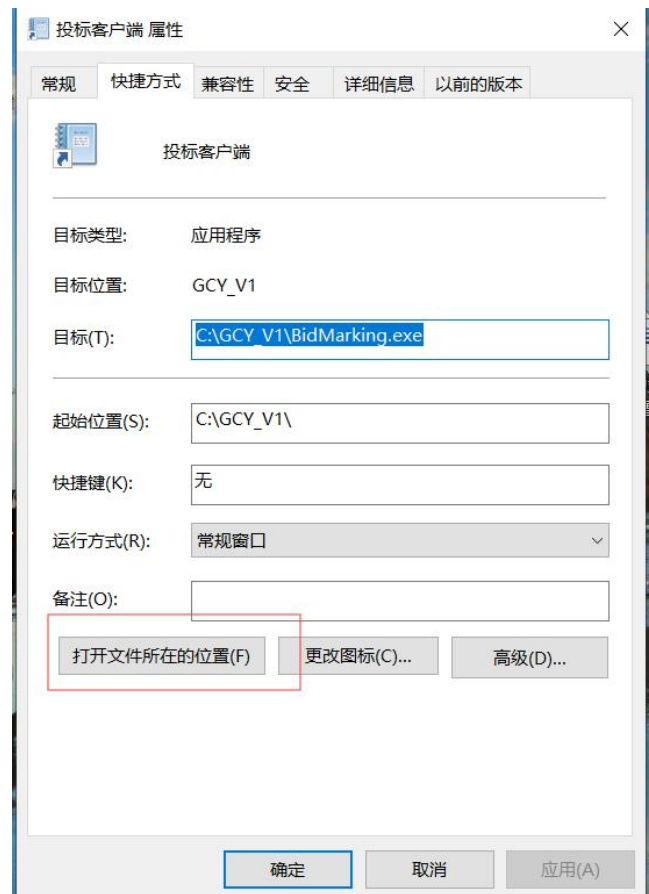 投标客户端 属性
常规 快捷方式 兼容性 安全 详细信息 以前的版本
投标客户端
目标类型: 应用程序
目标位置: GCY_V1
目标(T): C:\GCY_V1\BidMarking.exe
起始位置(S): C:\GCY_V1\
快捷键(K): 无
运行方式(R): 常规窗口
备注(O):
打开文件所在的位置(F) 更改图标(C)... 高级(D)...
确定 取消 应用(A)